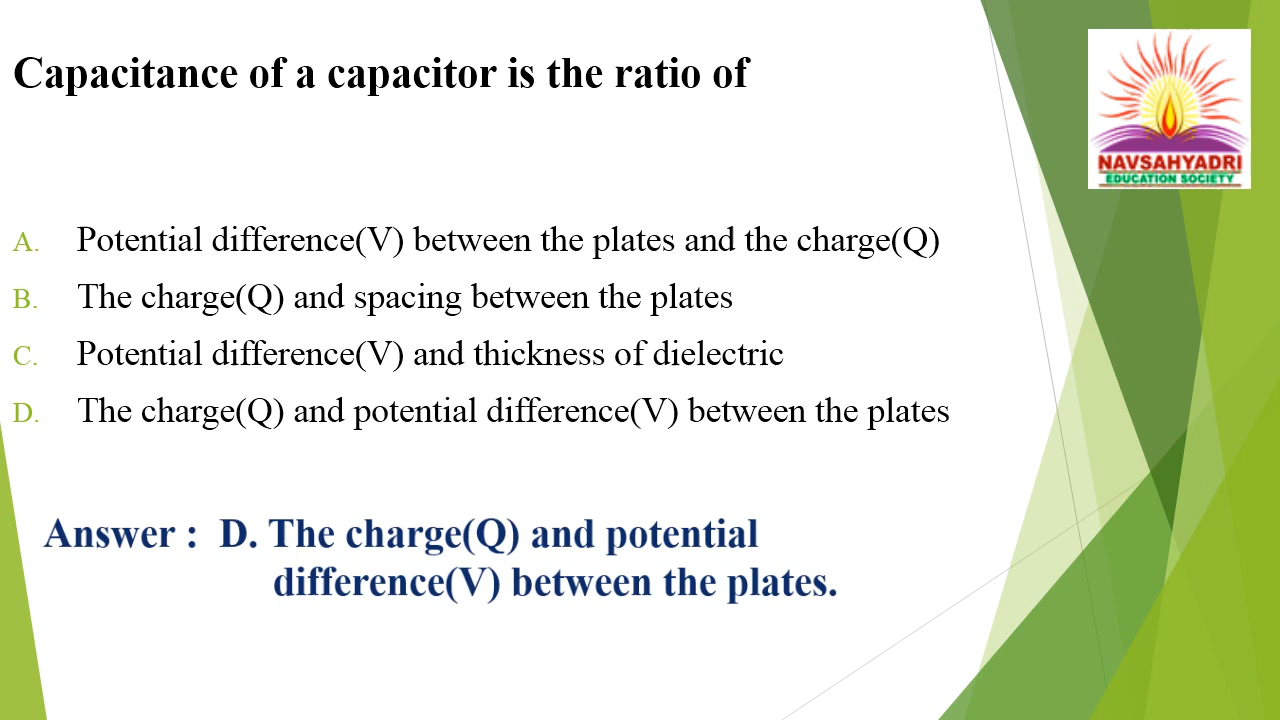 Capacitance of a capacitor is the ratio of
NAVSAHYADRI
EDUCATION SOCIETY
A. Potential difference(V) between the plates and the charge(Q)
B. The charge(Q) and spacing between the plates
C. Potential difference(V) and thickness of dielectric
D. The charge(Q) and potential difference(V) between the plates
Answer : D. The charge(Q) and potential
difference(V) between the plates.